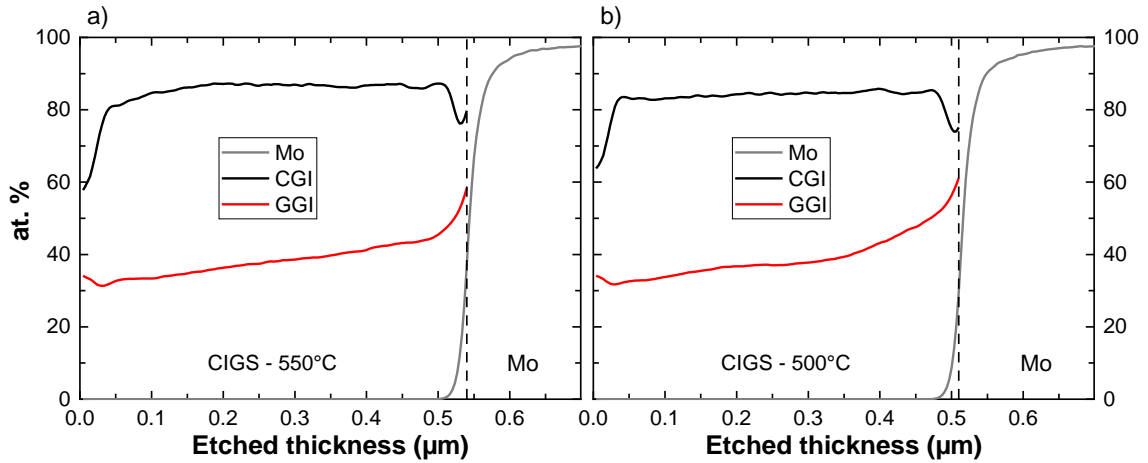 a)
b)
100
80
60
40
20
0
at. %
Mo
CGI
GGI
CIGS - 550°C
Mo
0.0 0.1 0.2 0.3 0.4 0.5 0.6
Etched thickness (µm)
Mo
CGI
GGI
CIGS - 500°C
Mo
0.0 0.1 0.2 0.3 0.4 0.5 0.6
Etched thickness (µm)
100
80
60
40
20
0